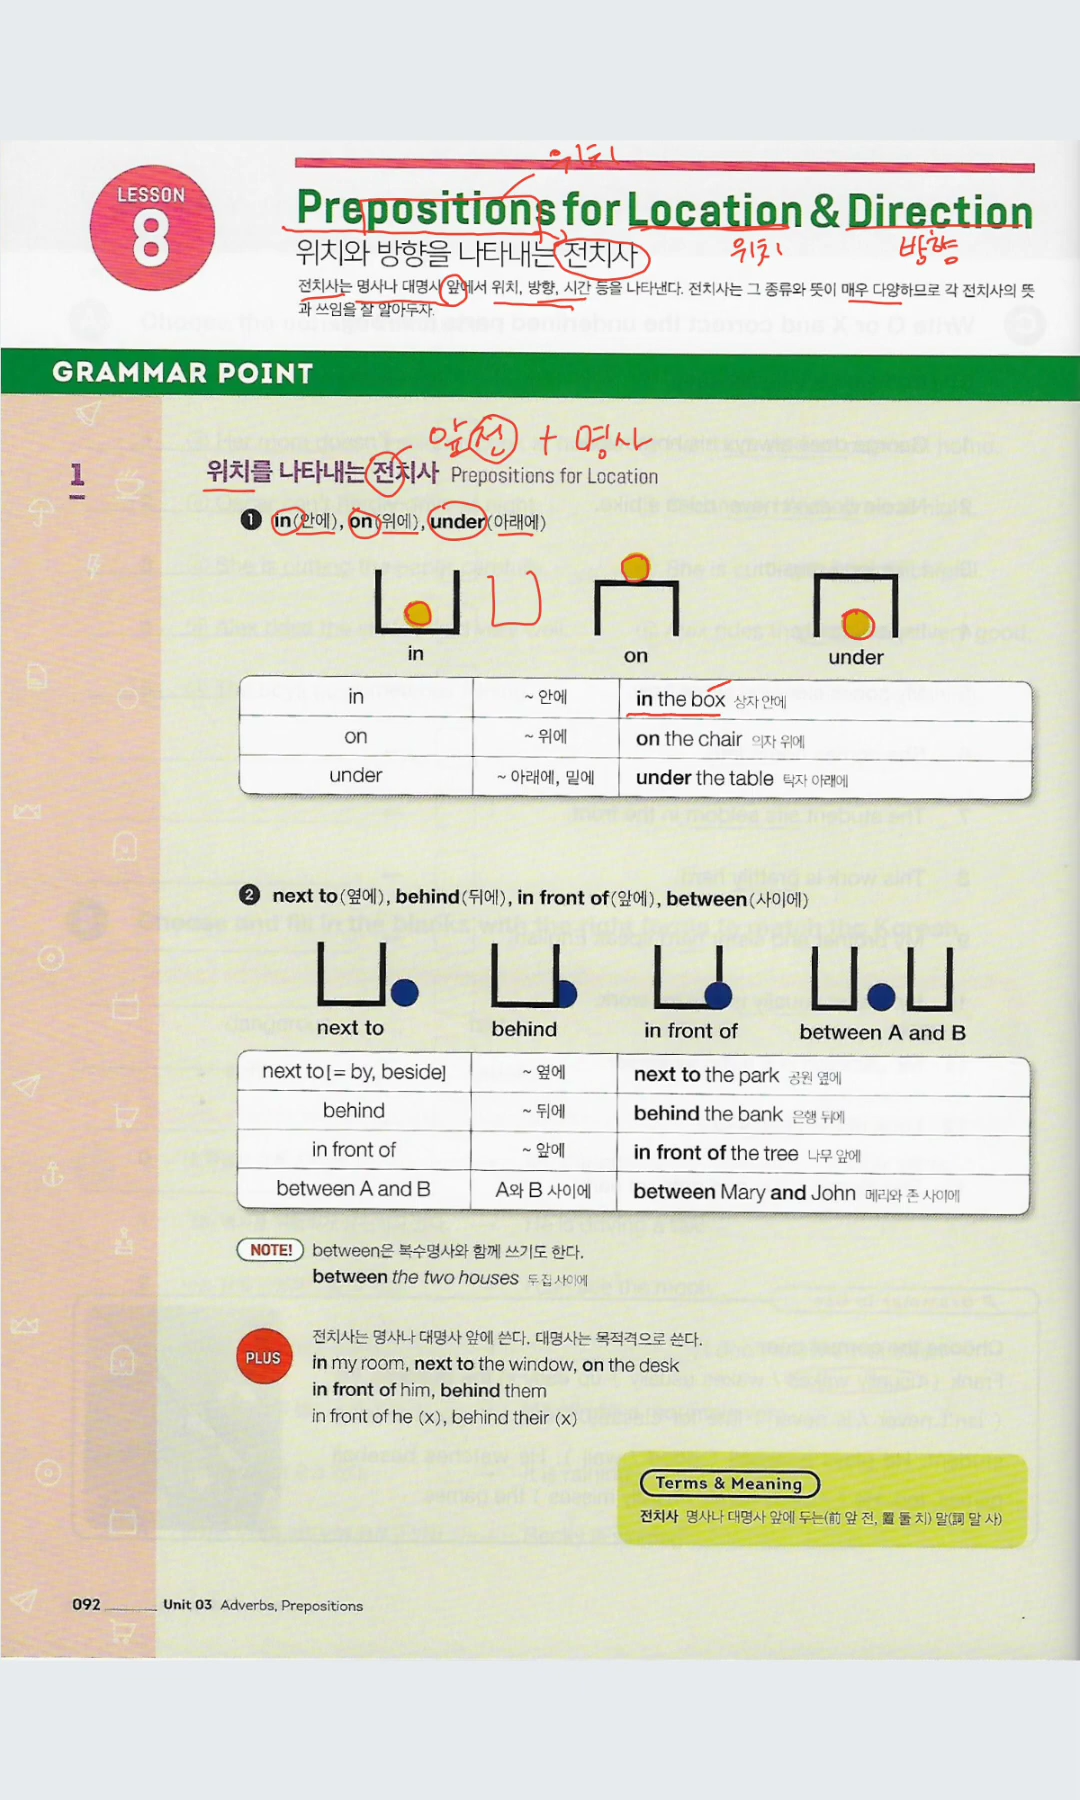 위치
LESSON
8
Prepositions for Location & Direction
위치와 방향을 나타내는 전치사
위치
방향
전치사는 명사나 대명사 앞에서 위치, 방향, 시간 등을 나타낸다. 전치사는 그 종류와 뜻이 매우 다양하므로 각 전치사의 뜻
과 쓰임을 잘 알아두자.
GRAMMAR POINT
앞 전 + 명사
1 위치를 나타내는 전치사 Prepositions for Location
❶ in(안에), on(위에), under(아래에)
in on under
in ~ 안에 in the box 상자 안에
on ~ 위에 on the chair 의자 위에
under ~ 아래에, 밑에 under the table 탁자 아래에
❷ next to(옆에), behind(뒤에), in front of(앞에), between(사이에)
next to behind in front of between A and B
next to[= by, beside] ~ 옆에 next to the park 공원 옆에
behind ~ 뒤에 behind the bank 은행 뒤에
in front of ~ 앞에 in front of the tree 나무 앞에
between A and B A와 B 사이에 between Mary and John 메리와 존 사이에
NOTE! between은 복수명사와 함께 쓰기도 한다.
between the two houses 두 집 사이에
PLUS
전치사는 명사나 대명사 앞에 쓴다. 대명사는 목적격으로 쓴다.
in my room, next to the window, on the desk
in front of him, behind them
in front of he (x), behind their (x)
Terms & Meaning
전치사 명사나 대명사 앞에 두는(前 앞 전, 置 둘 치) 말(詞 말 사)
092 Unit 03 Adverbs, Prepositions